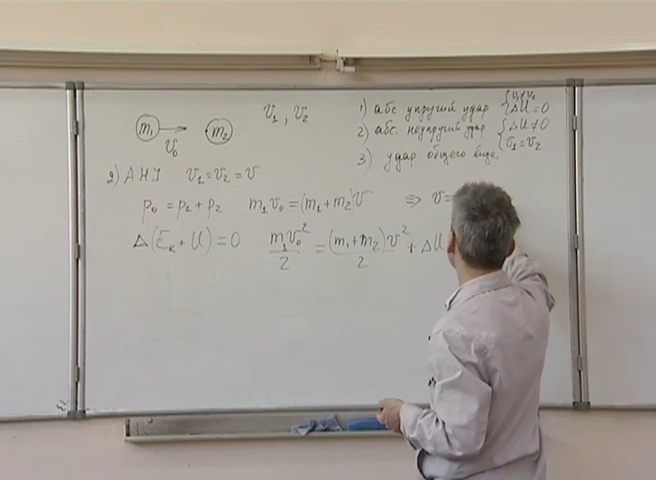 m₁ → v₀ m₂
v₁, v₂
1) абс упругий удар { v₁ ≠ v₂ ΔU = 0
2) абс. неупругий удар { ΔU ≠ 0 v₁ = v₂
3) удар общего вида.
2) АНУ v₁ = v₂ = v
p₀ = p₁ + p₂ m₁v₀ = (m₁ + m₂)v ⇒ v =
Δ(Eₖ + U) = 0 m₁v₀²/2 = (m₁ + m₂)v²/2 + ΔU